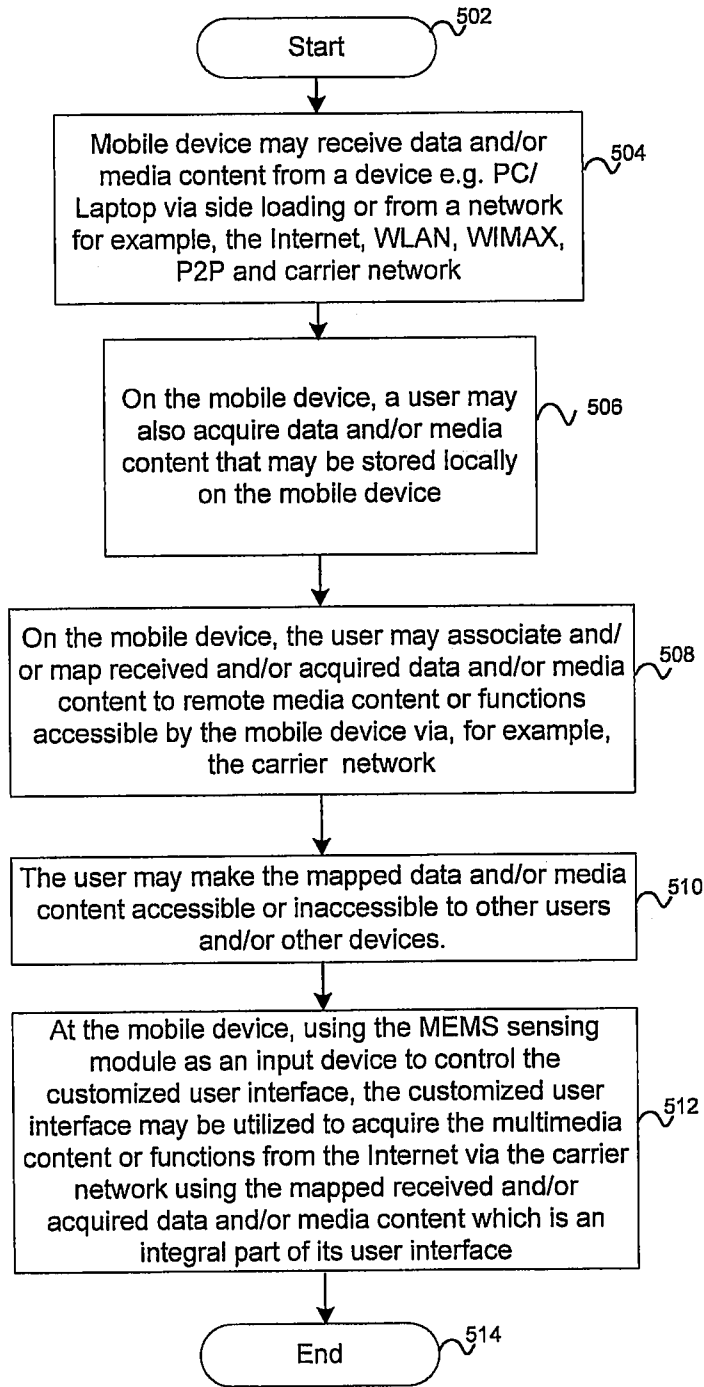 502
Start
504
Mobile device may receive data and/or
media content from a device e.g. PC/
Laptop via side loading or from a network
for example, the Internet, WLAN, WIMAX,
P2P and carrier network
506
On the mobile device, a user may
also acquire data and/or media
content that may be stored locally
on the mobile device
508
On the mobile device, the user may associate and/
or map received and/or acquired data and/or media
content to remote media content or functions
accessible by the mobile device via, for example,
the carrier network
510
The user may make the mapped data and/or media
content accessible or inaccessible to other users
and/or other devices.
512
At the mobile device, using the MEMS sensing
module as an input device to control the
customized user interface, the customized user
interface may be utilized to acquire the multimedia
content or functions from the Internet via the carrier
network using the mapped received and/or
acquired data and/or media content which is an
integral part of its user interface
514
End